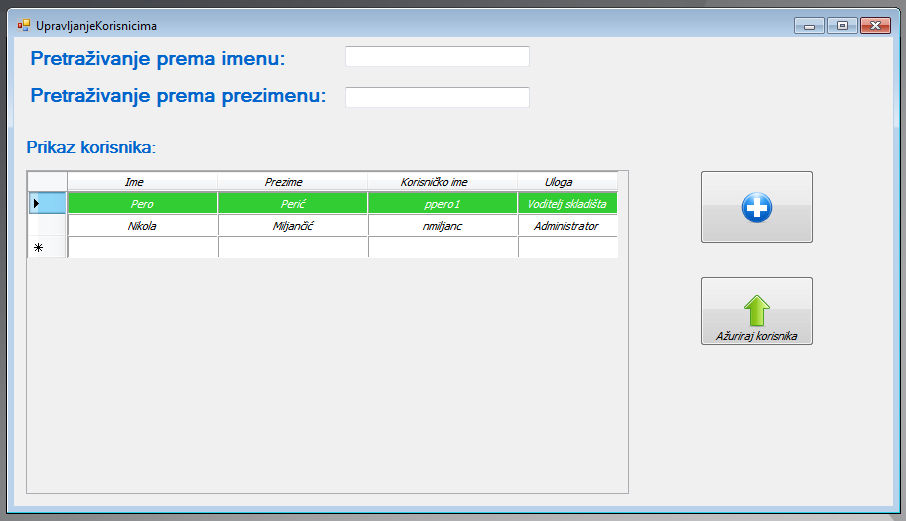 UpravljanjeKorisnicima
Pretraživanje prema imenu:
Pretraživanje prema prezimenu:
Prikaz korisnika:
Ime Prezime Korisničko ime Uloga
Pero Perić ppero1 Voditelj skladišta
Nikola Miljančić nmiljanc Administrator
Ažuriraj korisnika